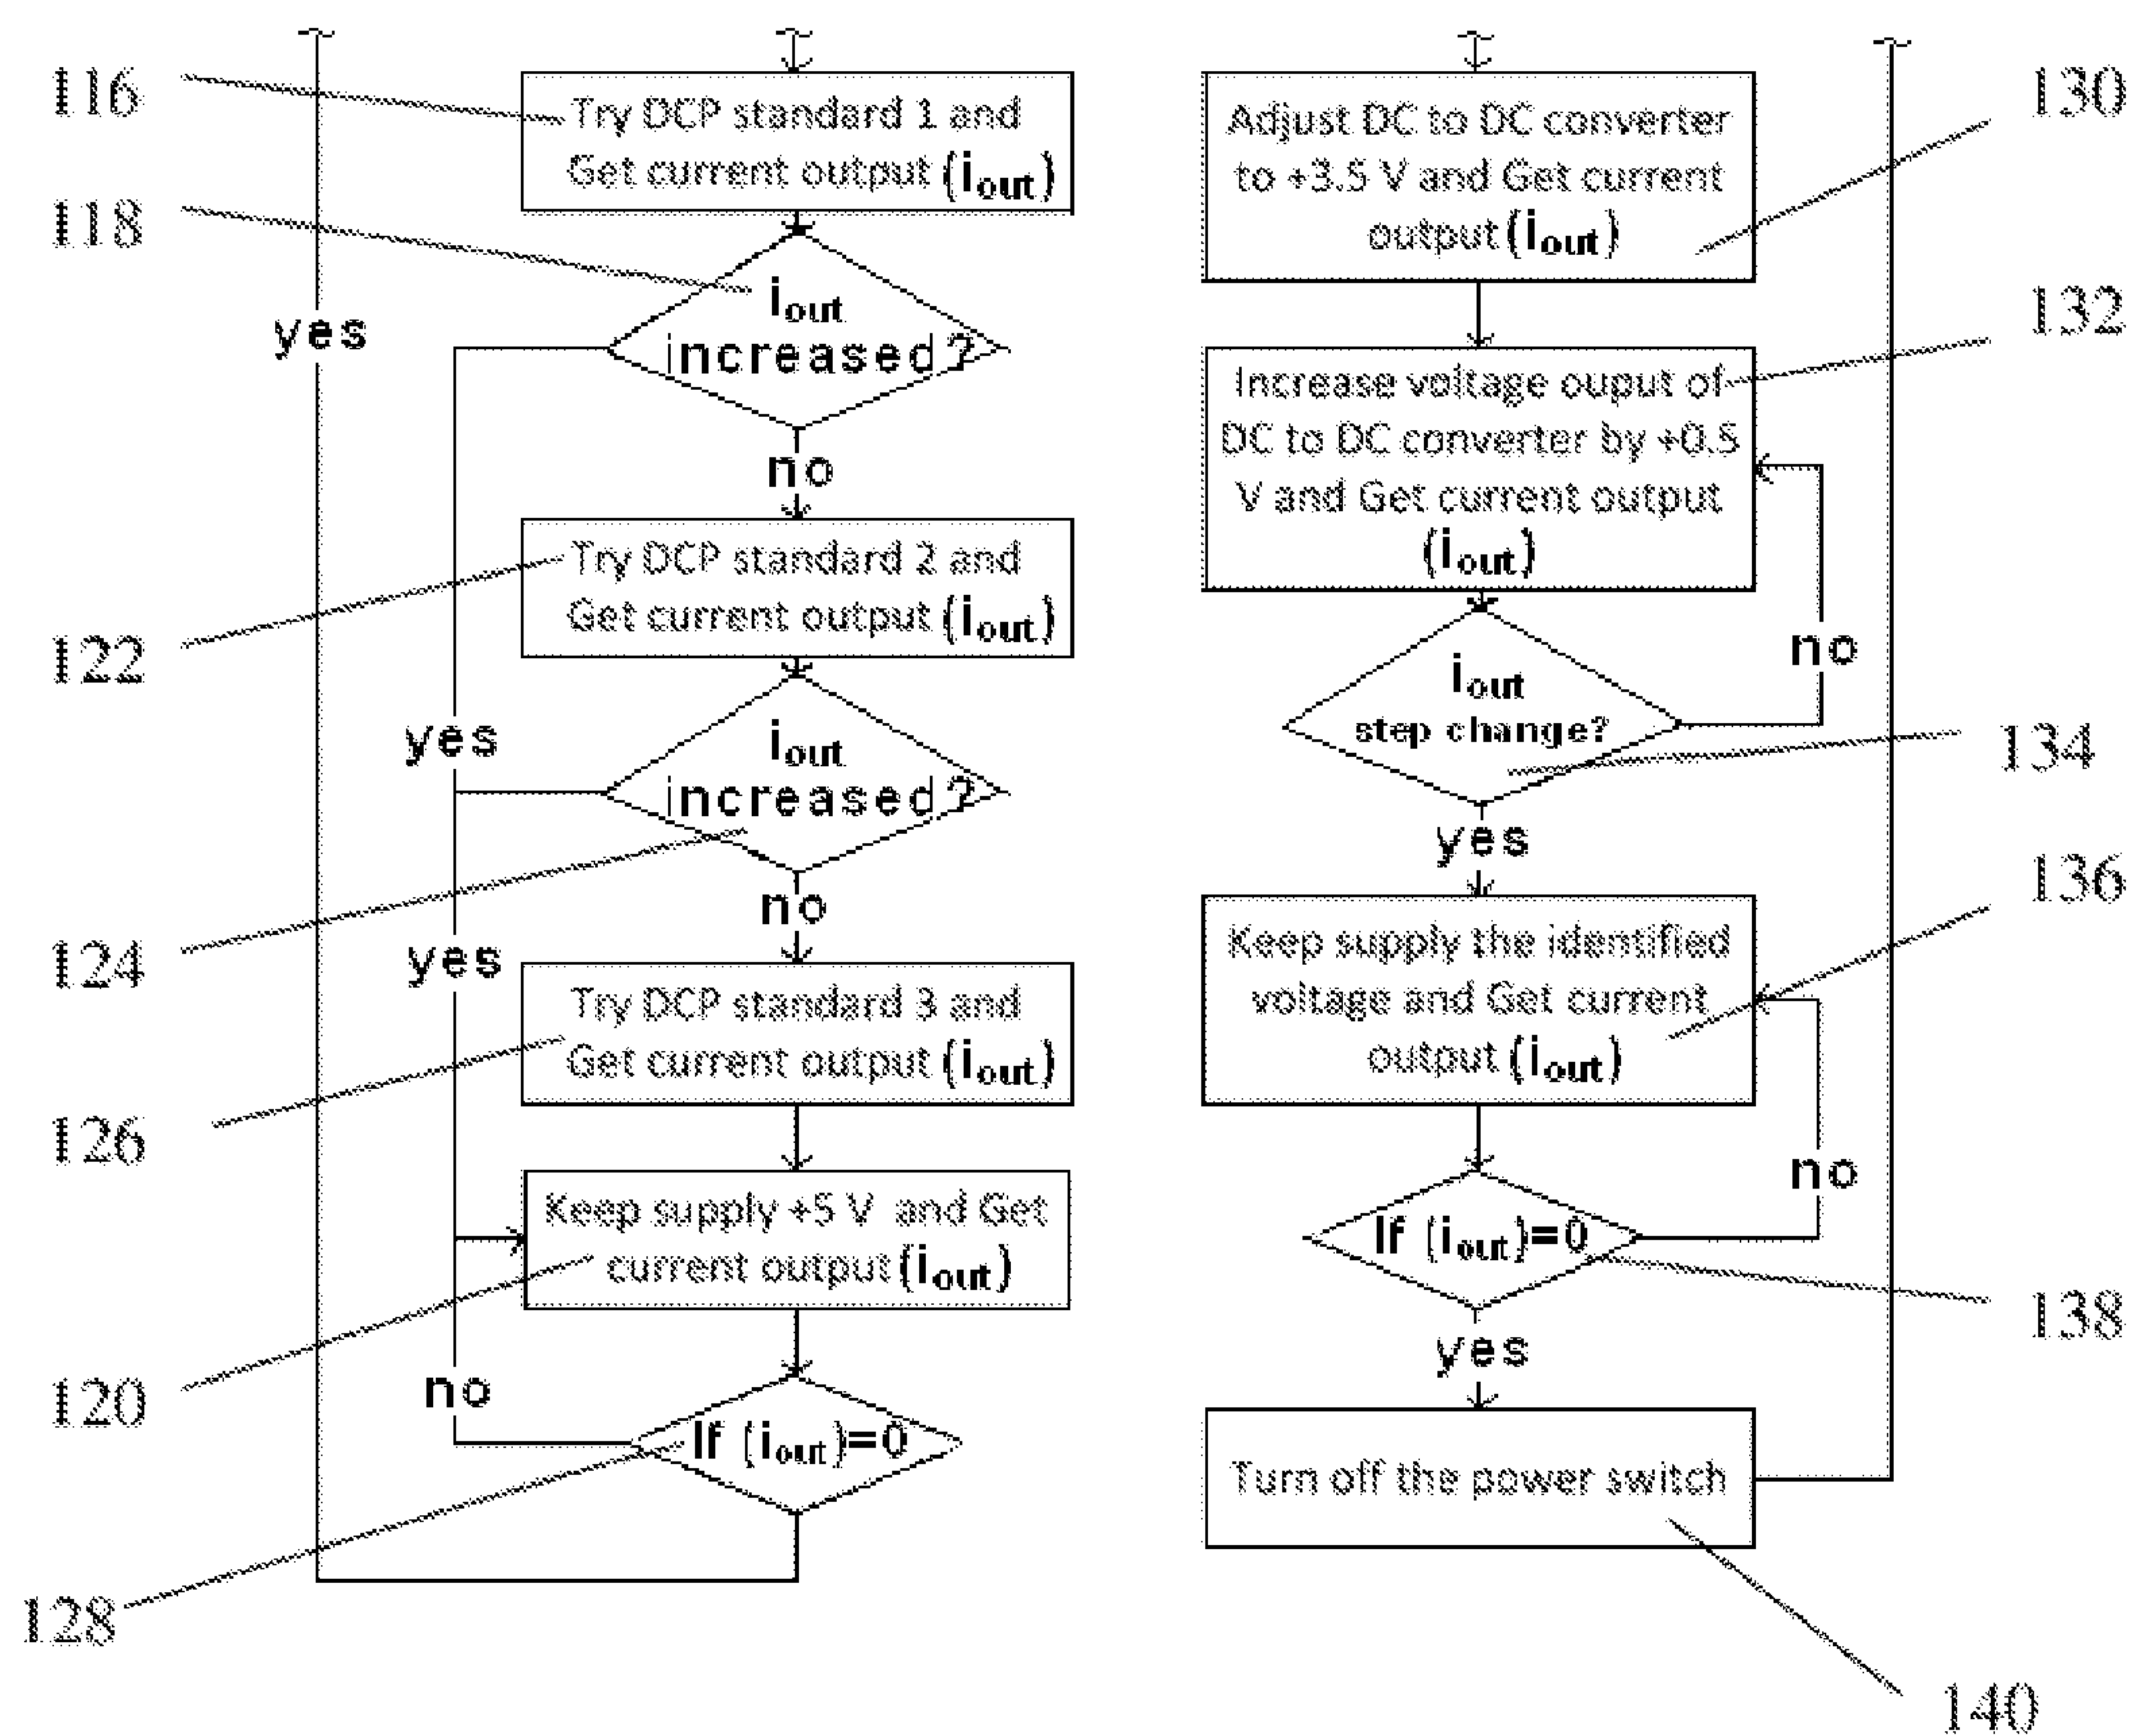 116
Try DCP standard 1 and
Get current output (iout)
118
iout
increased?
yes
no
122
Try DCP standard 2 and
Get current output (iout)
yes
iout
increased?
124
no
yes
126
Try DCP standard 3 and
Get current output (iout)
Keep supply +5 V and Get
current output (iout)
120
no
If (iout)=0
128
130
Adjust DC to DC converter
to +3.5 V and Get current
output (iout)
132
Increase voltage ouput of
DC to DC converter by +0.5
V and Get current output
(iout)
no
iout
step change?
134
yes
136
Keep supply the identified
voltage and Get current
output (iout)
no
If (iout)=0
138
yes
Turn off the power switch
140